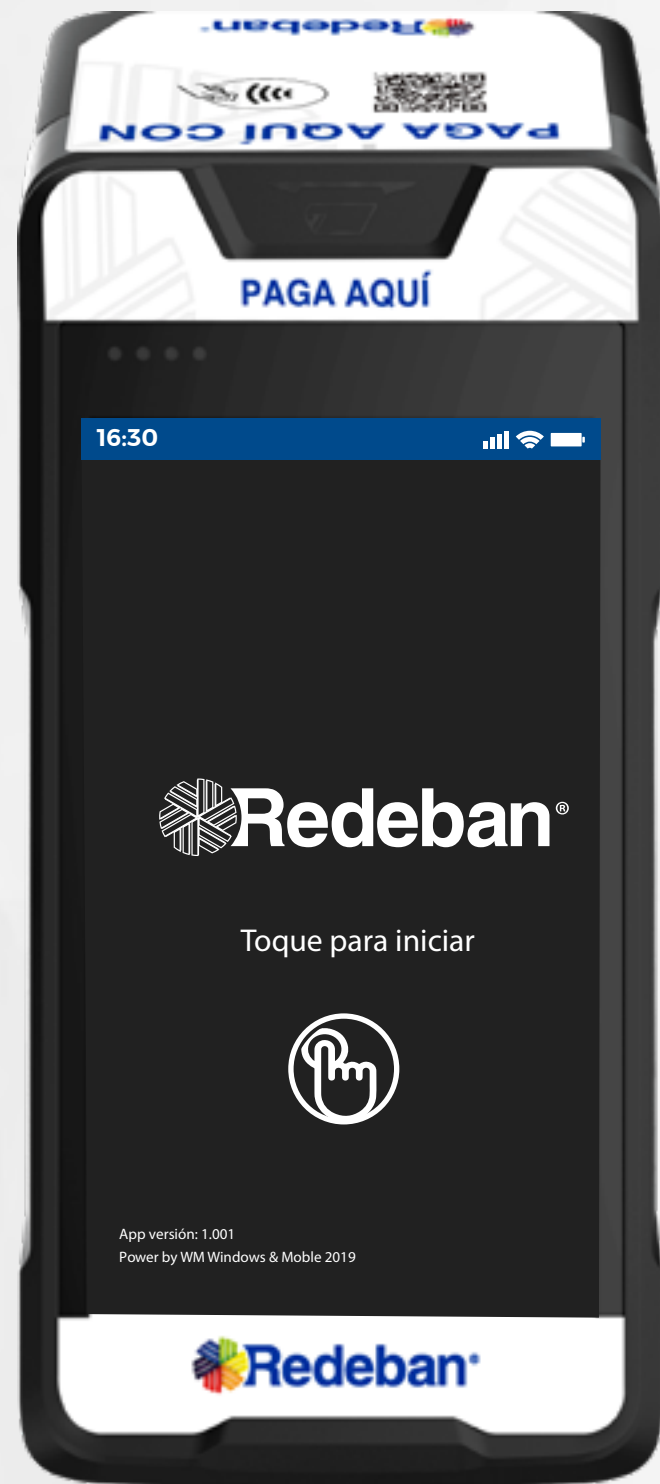 Redeban
PAGA AQUÍ CON
PAGA AQUÍ
16:30
Redeban®
Toque para iniciar
App versión: 1.001
Power by WM Windows & Moble 2019
Redeban